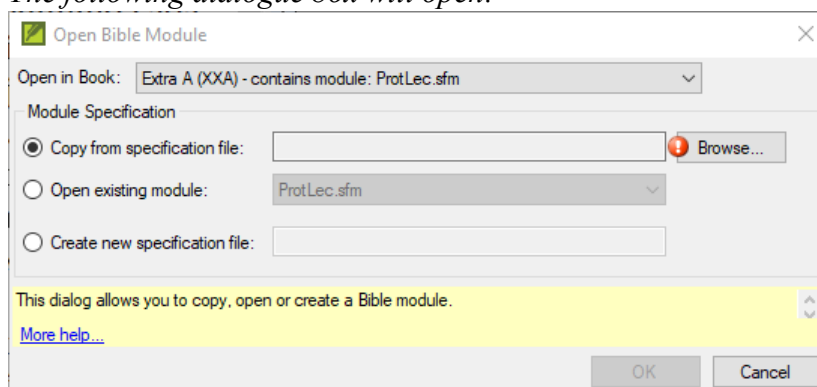 The following dialogue box will open:
Open Bible Module
Open in Book: Extra A (XXA) - contains module: ProtLec.sfm
Module Specification
Copy from specification file: Browse...
Open existing module: ProtLec.sfm
Create new specification file:
This dialog allows you to copy, open or create a Bible module.
More help...
OK Cancel